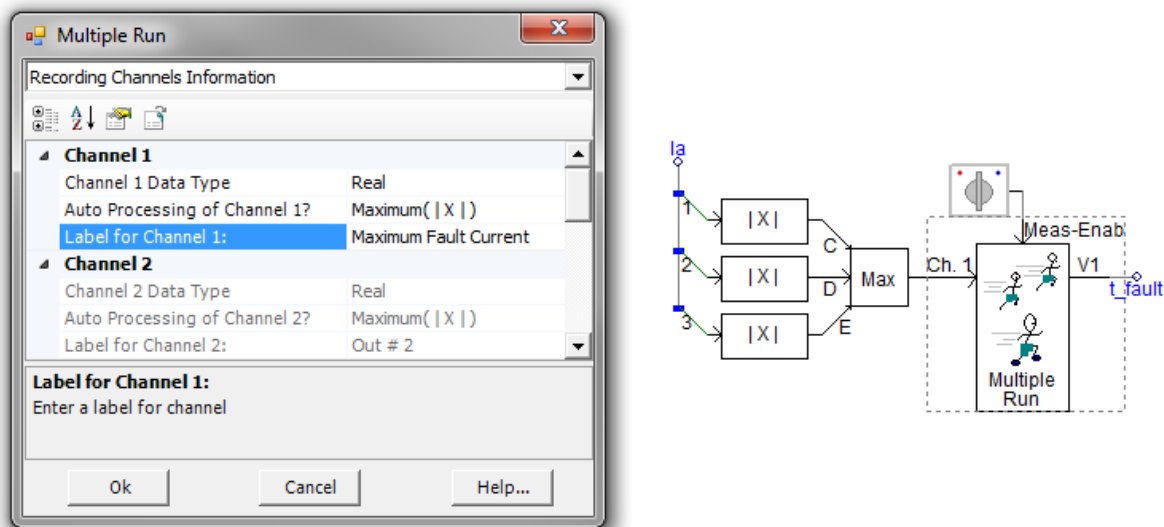 Multiple Run
Recording Channels Information
Channel 1
Channel 1 Data Type Real
Auto Processing of Channel 1? Maximum( | X | )
Label for Channel 1: Maximum Fault Current
Channel 2
Channel 2 Data Type Real
Auto Processing of Channel 2? Maximum( | X | )
Label for Channel 2: Out # 2
Label for Channel 1:
Enter a label for channel
Ok Cancel Help...
Ia
1 |X| C
2 |X| D
3 |X| E
Max
Ch. 1
Meas-Enab
V1
t_fault
Multiple
Run